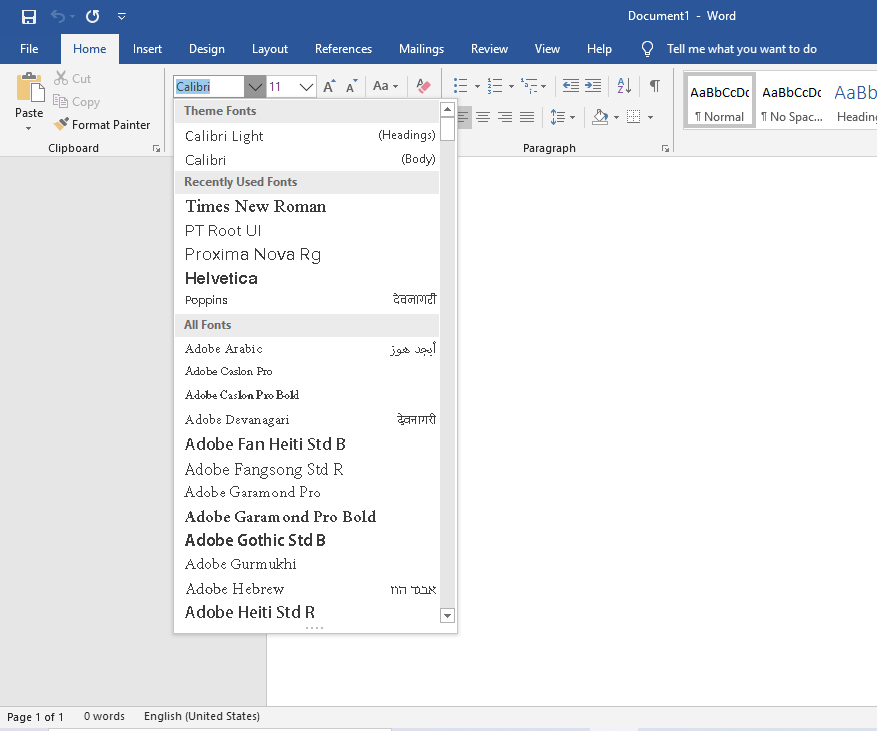 Document1 - Word
File Home Insert Design Layout References Mailings Review View Help Tell me what you want to do
Paste
Cut
Copy
Format Painter
Clipboard
Calibri 11 A A Aa
Theme Fonts
Calibri Light (Headings)
Calibri (Body)
Recently Used Fonts
Times New Roman
PT Root UI
Proxima Nova Rg
Helvetica
Poppins देवनागरी
All Fonts
Adobe Arabic أبجد هوز
Adobe Caslon Pro
Adobe Caslon Pro Bold
Adobe Devanagari देवनागरी
Adobe Fan Heiti Std B
Adobe Fangsong Std R
Adobe Garamond Pro
Adobe Garamond Pro Bold
Adobe Gothic Std B
Adobe Gurmukhi
Adobe Hebrew אבגד הוז
Adobe Heiti Std R
Paragraph
AaBbCcDc AaBbCcDc AaBb
¶ Normal ¶ No Spac... Heading
Page 1 of 1 0 words English (United States)